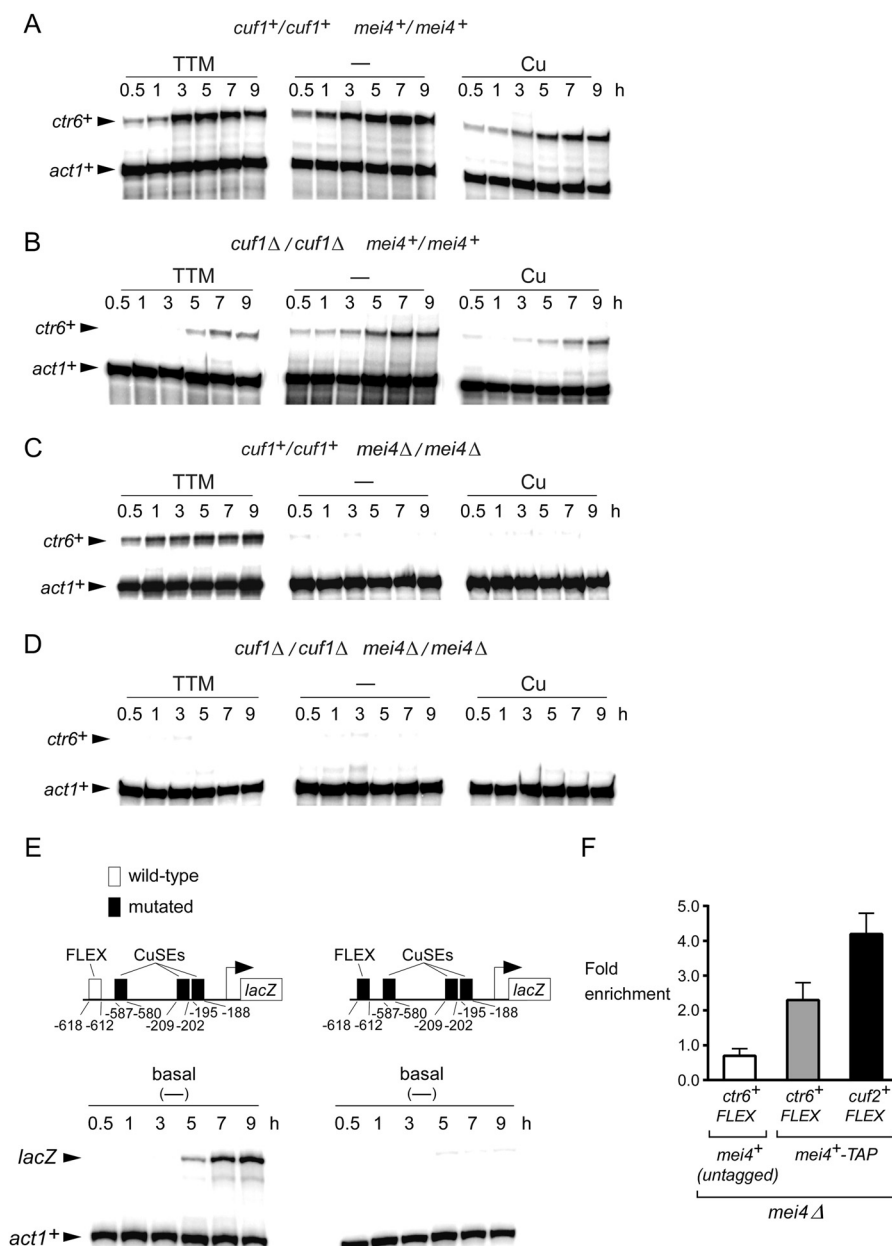 A
cuf1+/cuf1+ mei4+/mei4+
TTM — Cu
0.5 1 3 5 7 9 0.5 1 3 5 7 9 0.5 1 3 5 7 9 h
ctr6+
act1+
B
cuf1Δ/cuf1Δ mei4+/mei4+
TTM — Cu
0.5 1 3 5 7 9 0.5 1 3 5 7 9 0.5 1 3 5 7 9 h
ctr6+
act1+
C
cuf1+/cuf1+ mei4Δ/mei4Δ
TTM — Cu
0.5 1 3 5 7 9 0.5 1 3 5 7 9 0.5 1 3 5 7 9 h
ctr6+
act1+
D
cuf1Δ/cuf1Δ mei4Δ/mei4Δ
TTM — Cu
0.5 1 3 5 7 9 0.5 1 3 5 7 9 0.5 1 3 5 7 9 h
ctr6+
act1+
E
wild-type
mutated
FLEX CuSEs
lacZ
-587 -580 -195 -188
-618 -612 -209 -202
FLEX CuSEs
lacZ
-587 -580 -195 -188
-618 -612 -209 -202
basal
(—)
basal
(—)
0.5 1 3 5 7 9 h 0.5 1 3 5 7 9 h
lacZ
act1+
F
Fold
enrichment
5.0
4.0
3.0
2.0
1.0
0.0
ctr6+ ctr6+ cuf2+
FLEX FLEX FLEX
mei4+ mei4+-TAP
(untagged)
mei4Δ